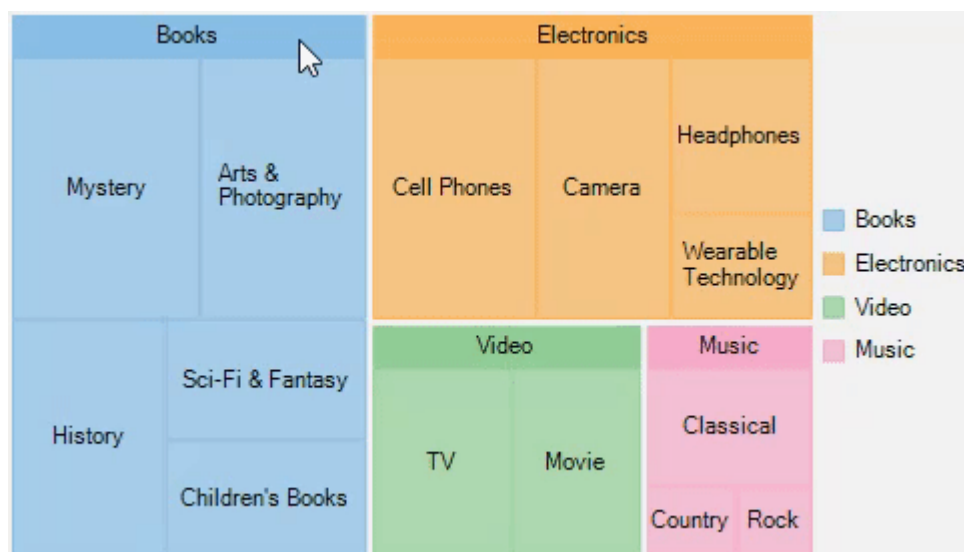 Books
Electronics
Mystery
Arts &
Photography
Cell Phones
Camera
Headphones
Wearable
Technology
History
Sci-Fi & Fantasy
Children's Books
Video
TV
Movie
Music
Classical
Country
Rock
Books
Electronics
Video
Music